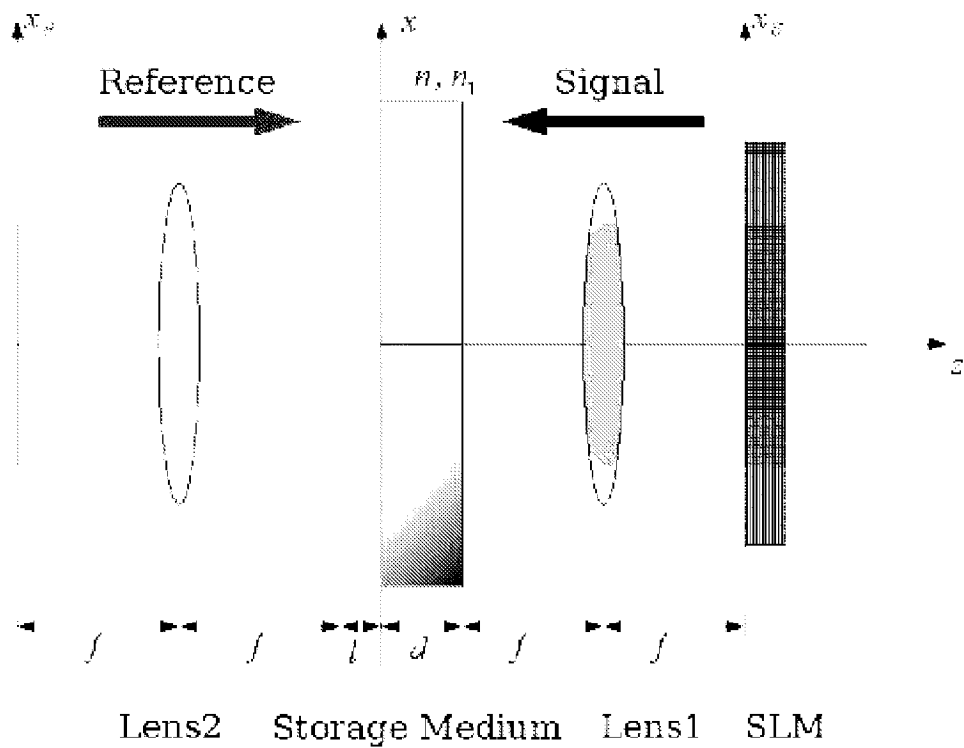 x
x
Reference
n, n₁
Signal
z
f
f
l
d
f
f
Lens2
Storage Medium
Lens1
SLM